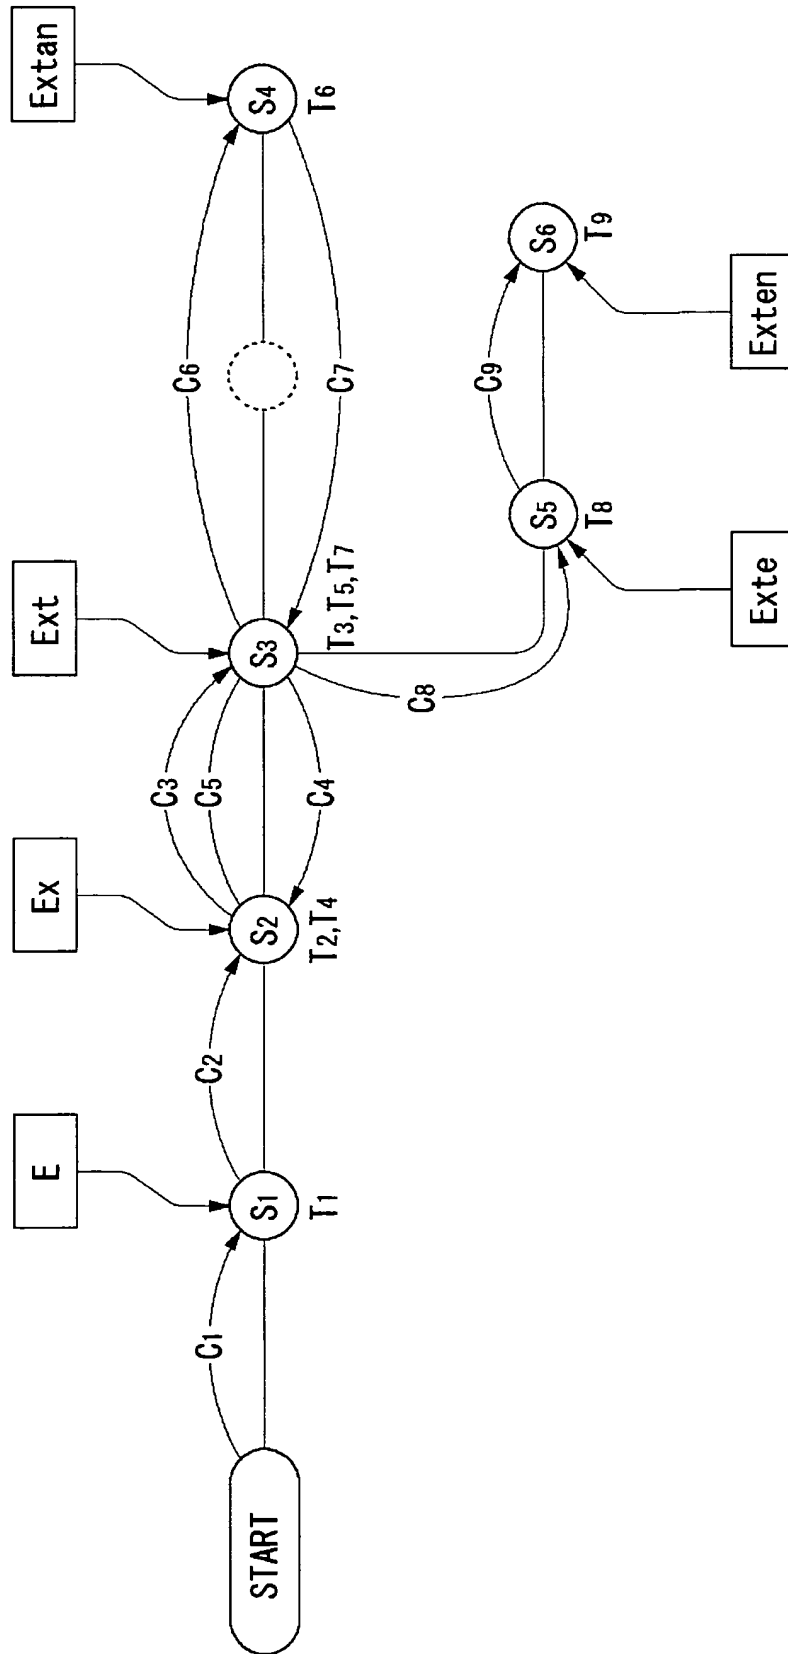 E
Ex
Ext
Extan
C1
C2
C3
C5
C4
C6
C7
START
S1
S2
S3
S4
T1
T2,T4
T3,T5,T7
T6
C8
C9
S5
S6
T8
T9
Exte
Exten